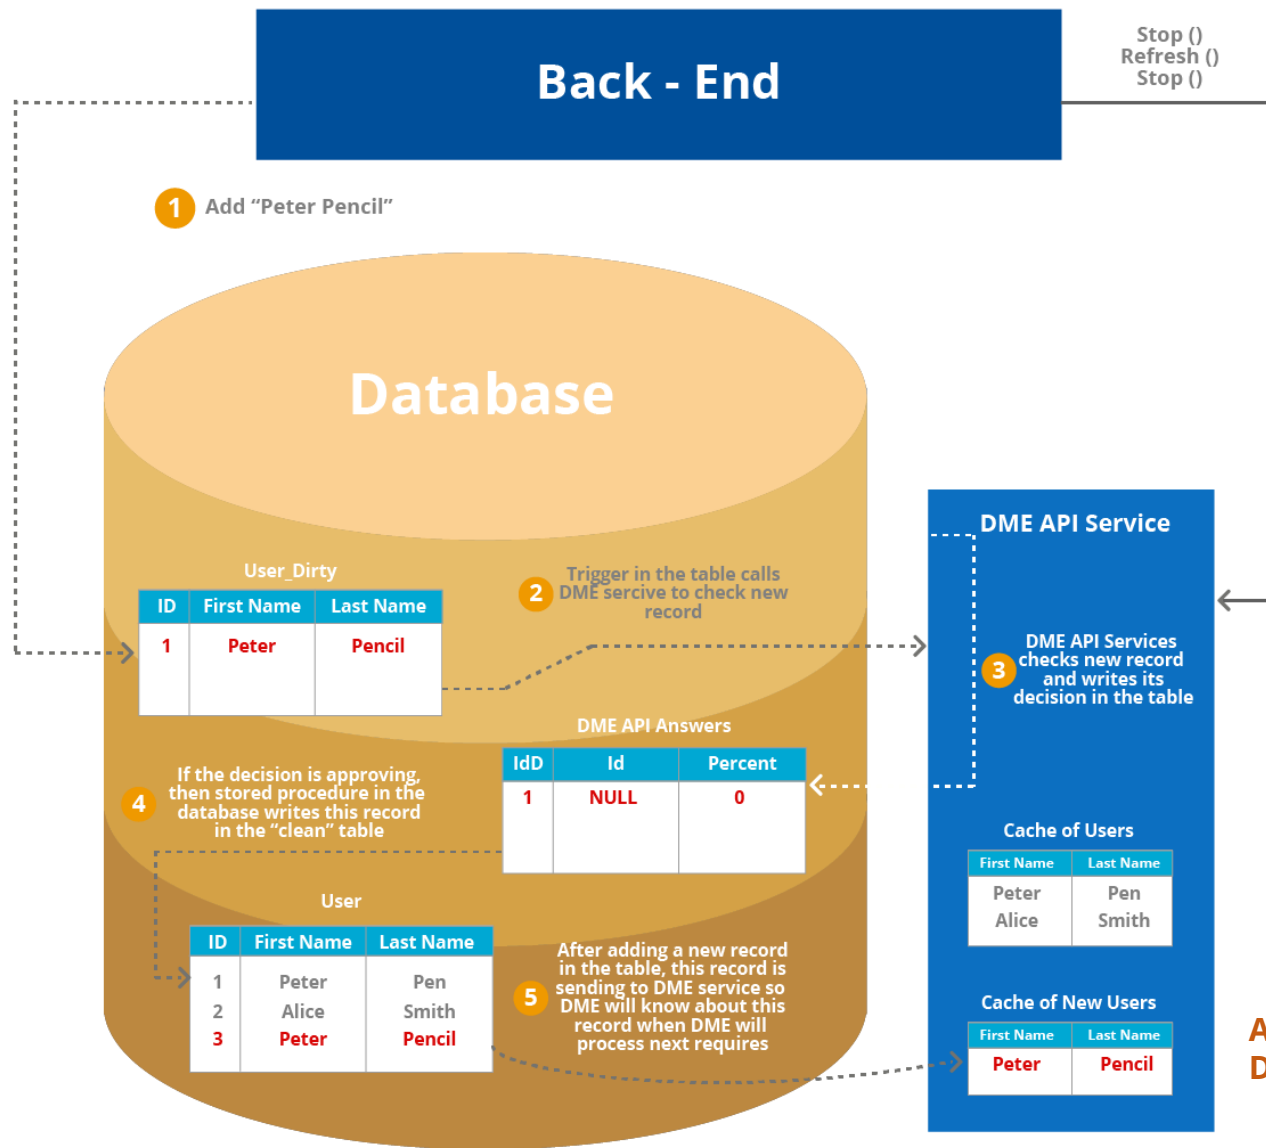 Back - End
Stop ()
Refresh ()
Stop ()
1 Add “Peter Pencil”
Database
User_Dirty
ID First Name Last Name
1 Peter Pencil
2
Trigger in the table calls
DME sercive to check new
record
DME API Service
3
DME API Services
checks new record
and writes its
decision in the table
DME API Answers
IdD Id Percent
1 NULL 0
4
If the decision is approving,
then stored procedure in the
database writes this record
in the “clean” table
Cache of Users
First Name Last Name
Peter Pen
Alice Smith
User
ID First Name Last Name
1 Peter Pen
2 Alice Smith
3 Peter Pencil
5
After adding a new record
in the table, this record is
sending to DME service so
DME will know about this
record when DME will
process next requires
Cache of New Users
First Name Last Name
Peter Pencil
A
D